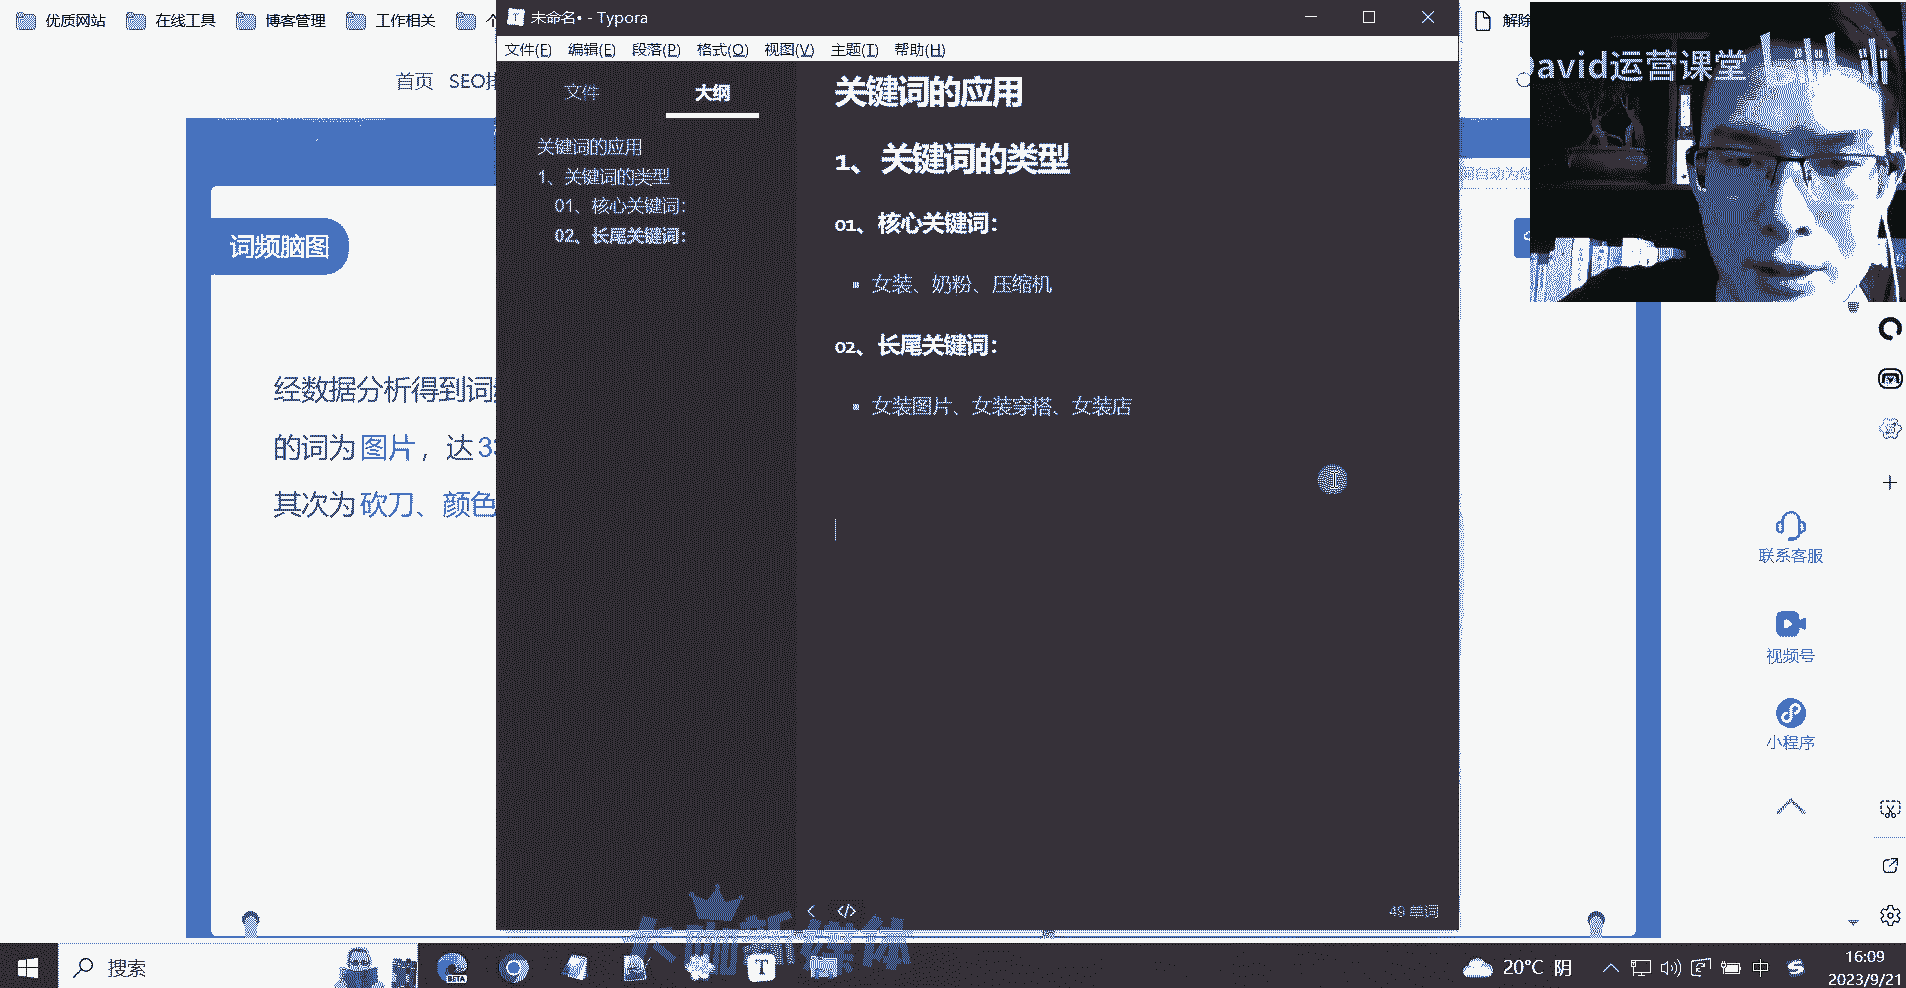 优质网站 在线工具 博客管理 工作相关
未命名• - Typora
解除
文件(F) 编辑(E) 段落(P) 格式(O) 视图(V) 主题(T) 帮助(H)
David运营课堂 bilibili
首页 SEO
文件 大纲
关键词的应用
1、关键词的类型
01、核心关键词：
02、长尾关键词：
关键词的应用
1、关键词的类型
01、核心关键词：
女装、奶粉、压缩机
02、长尾关键词：
女装图片、女装穿搭、女装店
自动为您
词频脑图
经数据分析得到词
的词为图片，达3
其次为砍刀、颜色
联系客服
视频号
小程序
49 单词
搜索
BETA
20°C 阴
中
16:09
2023/9/21